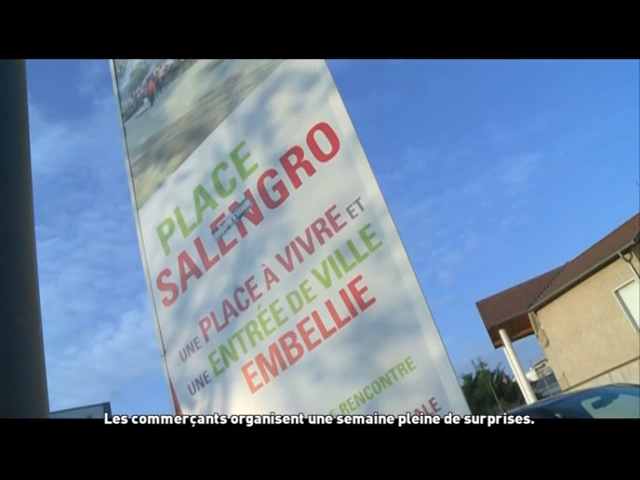 PLACE
SALENGRO
UNE PLACE À VIVRE ET
UNE ENTRÉE DE VILLE
EMBELLIE
RENCONTRE
Les commerçants organisent une semaine pleine de surprises.